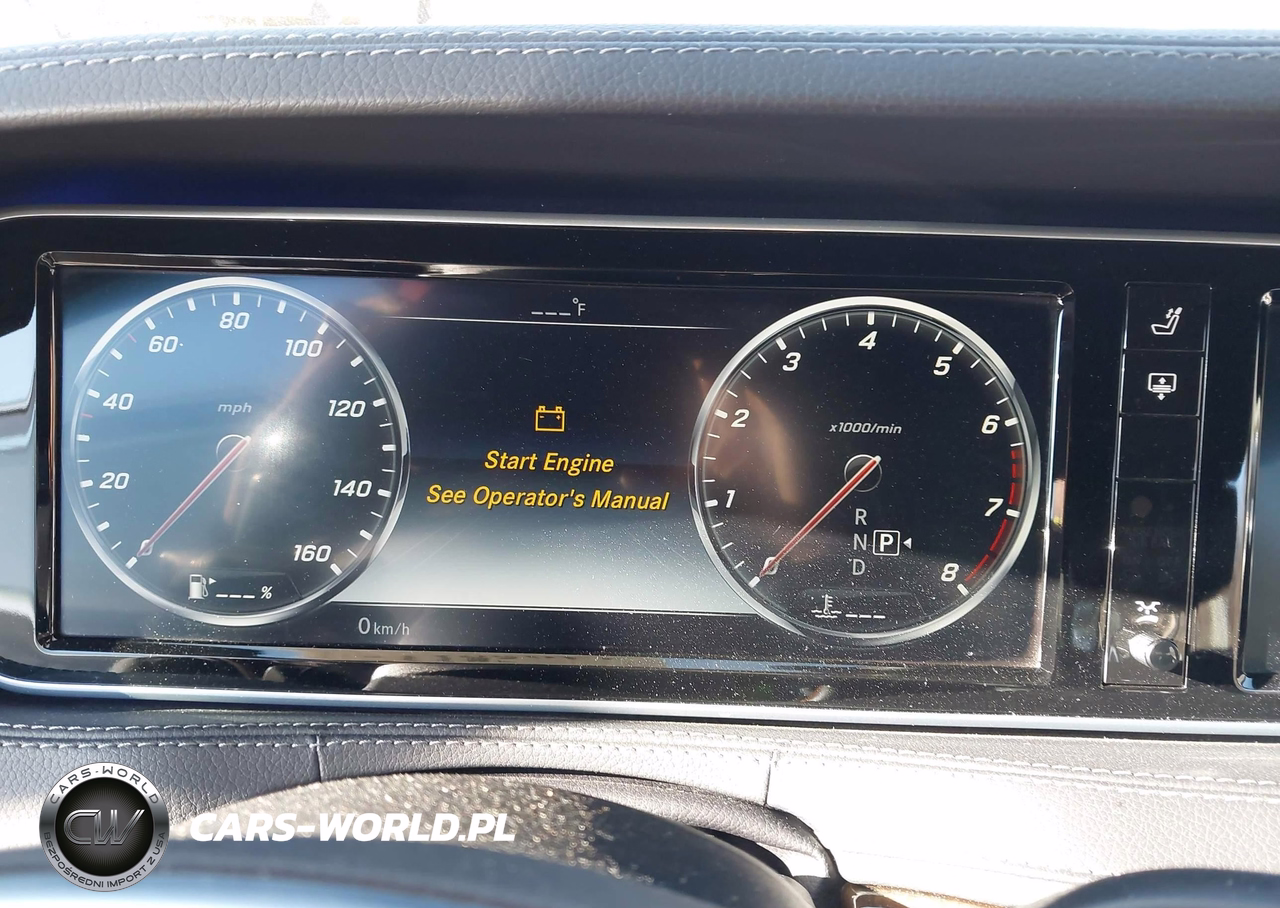 ___°F
80
60
100
40
120
mph
20
140
160
___%
0 km/h
Start Engine
See Operator's Manual
4
3
5
2
6
x1000/min
1
7
R
N P
D
8
___
CARS-WORLD
CW
BEZPOŚREDNI IMPORT Z USA
CARS-WORLD.PL